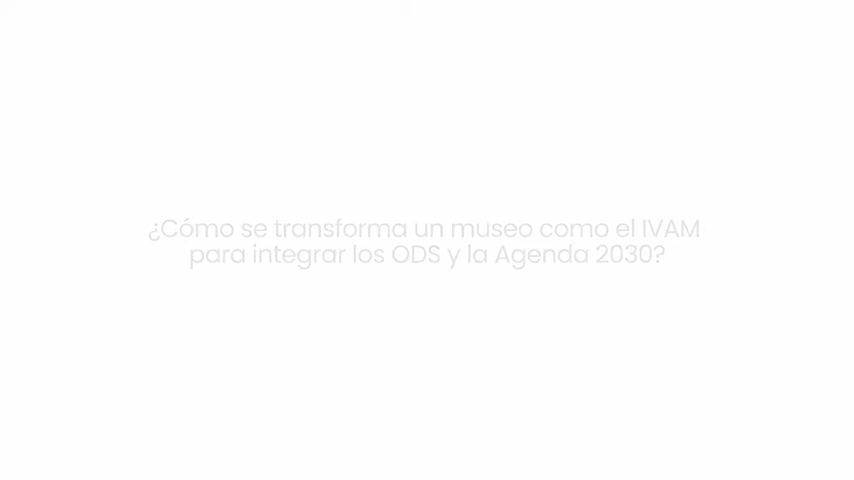 ¿Cómo se transforma un museo como el IVAM
para integrar los ODS y la Agenda 2030?